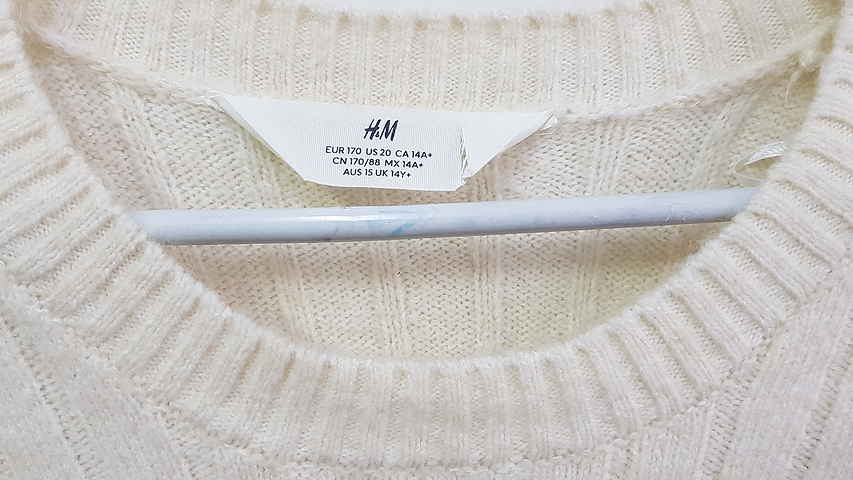 H&M
EUR 170 US 20 CA 14A+
CN 170/88 MX 14A+
AUS 15 UK 14Y+